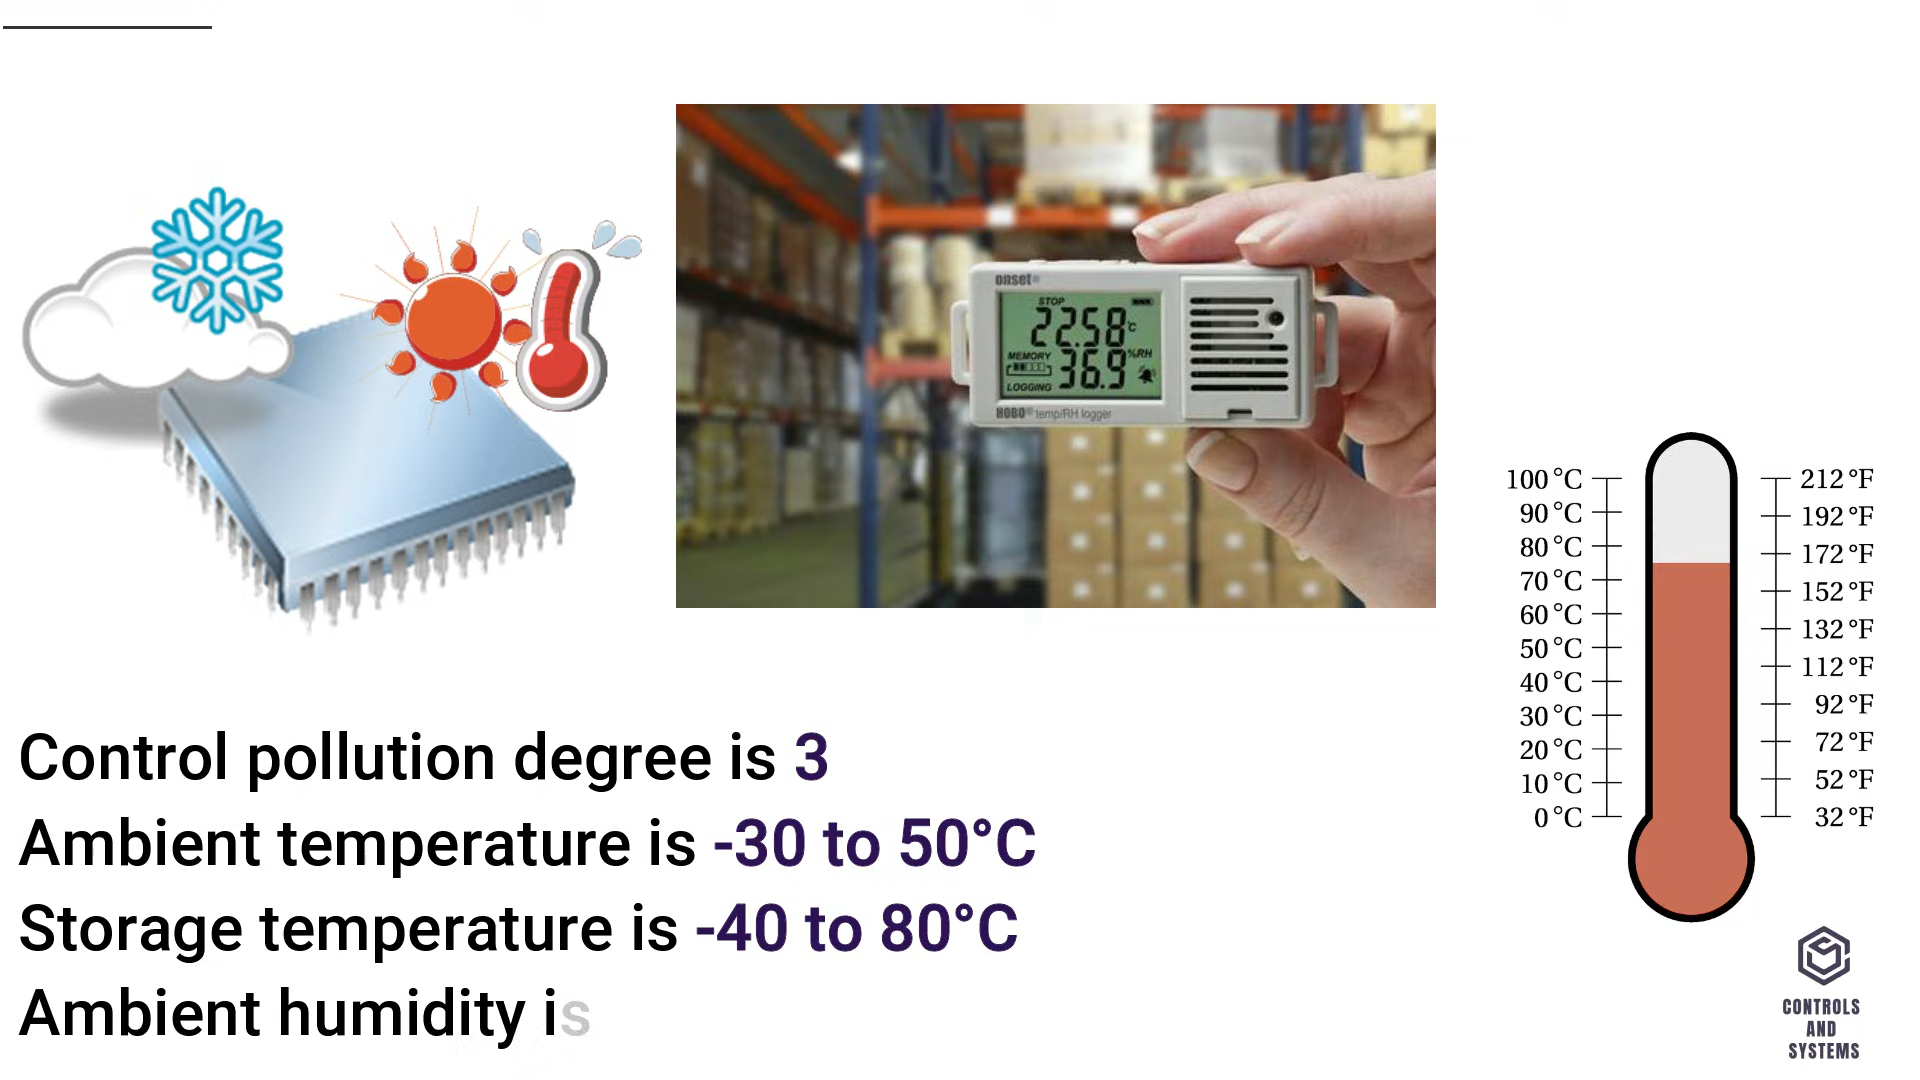 onset®
STOP
22.58 °C
MEMORY
36.9 %RH
LOGGING
HOBO® temp/RH logger
100 °C
90 °C
80 °C
70 °C
60 °C
50 °C
40 °C
30 °C
20 °C
10 °C
0 °C
212 °F
192 °F
172 °F
152 °F
132 °F
112 °F
92 °F
72 °F
52 °F
32 °F
Control pollution degree is 3
Ambient temperature is -30 to 50°C
Storage temperature is -40 to 80°C
Ambient humidity is
CONTROLS
AND
SYSTEMS